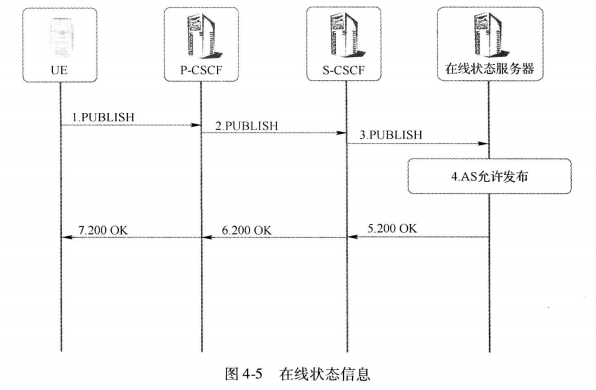 UE
P-CSCF
S-CSCF
在线状态服务器
1.PUBLISH
2.PUBLISH
3.PUBLISH
4.AS允许发布
7.200 OK
6.200 OK
5.200 OK
图 4-5 在线状态信息